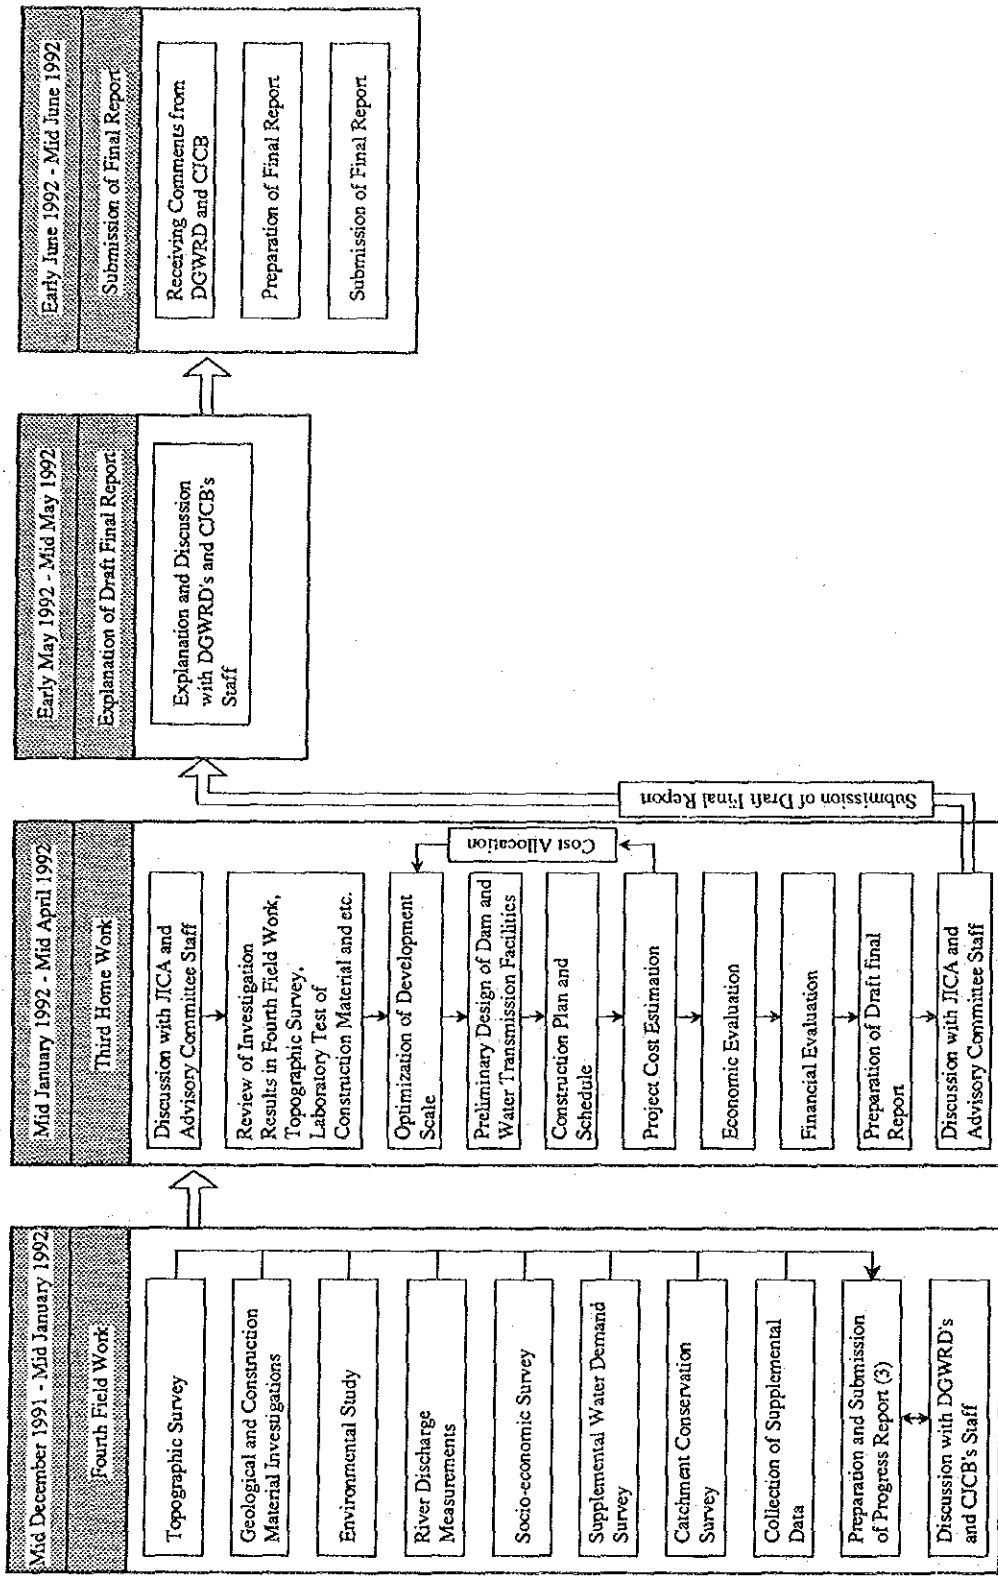 Mid December 1991 - Mid January 1992
Fourth Field Work
Topographic Survey
Geological and Construction
Material Investigations
Environmental Study
River Discharge
Measurements
Socio-economic Survey
Supplemental Water Demand
Survey
Catchment Conservation
Survey
Collection of Supplemental
Data
Preparation and Submission
of Progress Report (3)
Discussion with DGWRD's
and CJCB's Staff
Mid January 1992 - Mid April 1992
Third Home Work
Discussion with JICA and
Advisory Committee Staff
Review of Investigation
Results in Fourth Field Work,
Topographic Survey,
Laboratory Test of
Construction Material and etc.
Optimization of Development
Scale
Preliminary Design of Dam and
Water Transmission Facilities
Construction Plan and
Schedule
Project Cost Estimation
Cost Allocation
Economic Evaluation
Financial Evaluation
Preparation of Draft final
Report
Discussion with JICA and
Advisory Committee Staff
Submission of Draft Final Report
Early May 1992 - Mid May 1992
Explanation of Draft Final Report
Explanation and Discussion
with DGWRD's and CJCB's
Staff
Early June 1992 - Mid June 1992
Submission of Final Report
Receiving Comments from
DGWRD and CJCB
Preparation of Final Report
Submission of Final Report